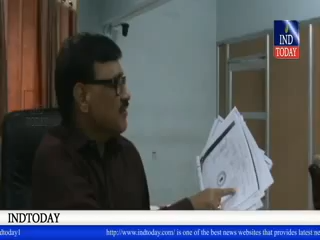 IND
TODAY
INDTODAY
dtoday1 http://www.indtoday.com/ is one of the best news websites that provides latest ne